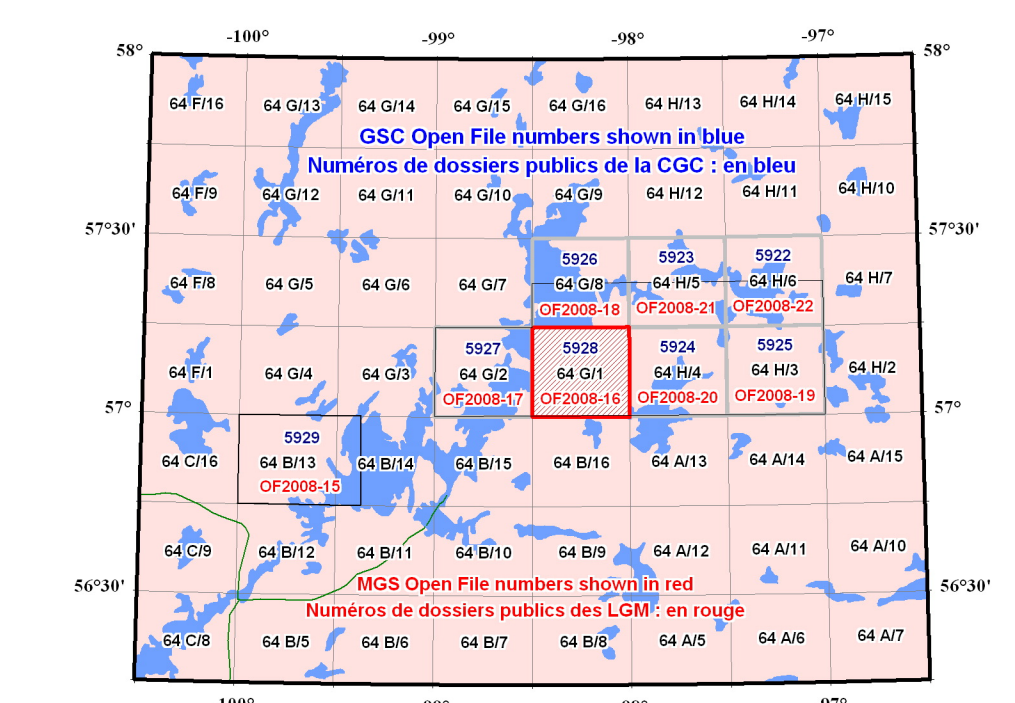 -100° -99° -98° -97°
58° 58°
64 F/16 64 G/13 64 G/14 64 G/15 64 G/16 64 H/13 64 H/14 64 H/15
GSC Open File numbers shown in blue
Numéros de dossiers publics de la CGC : en bleu
64 F/9 64 G/12 64 G/11 64 G/10 64 G/9 64 H/12 64 H/11 64 H/10
57°30' 57°30'
5926 5923 5922
64 F/8 64 G/5 64 G/6 64 G/7 64 G/8 64 H/5 64 H/6 64 H/7
OF2008-18 OF2008-21 OF2008-22
5927 5928 5924 5925
64 F/1 64 G/4 64 G/3 64 G/2 64 G/1 64 H/4 64 H/3 64 H/2
OF2008-17 OF2008-16 OF2008-20 OF2008-19
57° 57°
5929
64 C/16 64 B/13 64 B/14 64 B/15 64 B/16 64 A/13 64 A/14 64 A/15
OF2008-15
64 C/9 64 B/12 64 B/11 64 B/10 64 B/9 64 A/12 64 A/11 64 A/10
56°30' 56°30'
MGS Open File numbers shown in red
Numéros de dossiers publics des LGM : en rouge
64 C/8 64 B/5 64 B/6 64 B/7 64 B/8 64 A/5 64 A/6 64 A/7